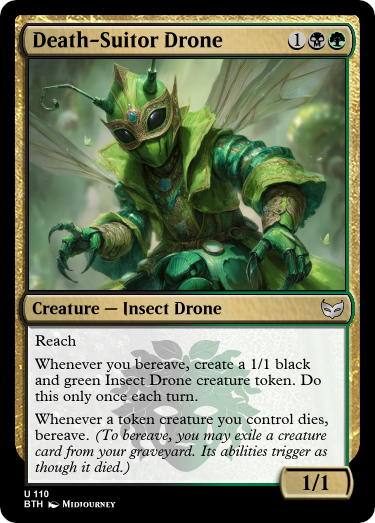 Death-Suitor Drone 1
Creature — Insect Drone
Reach
Whenever you bereave, create a 1/1 black
and green Insect Drone creature token. Do
this only once each turn.
Whenever a token creature you control dies,
bereave. (To bereave, you may exile a creature
card from your graveyard. Its abilities trigger as
though it died.)
1/1
U 110
BTH Midjourney